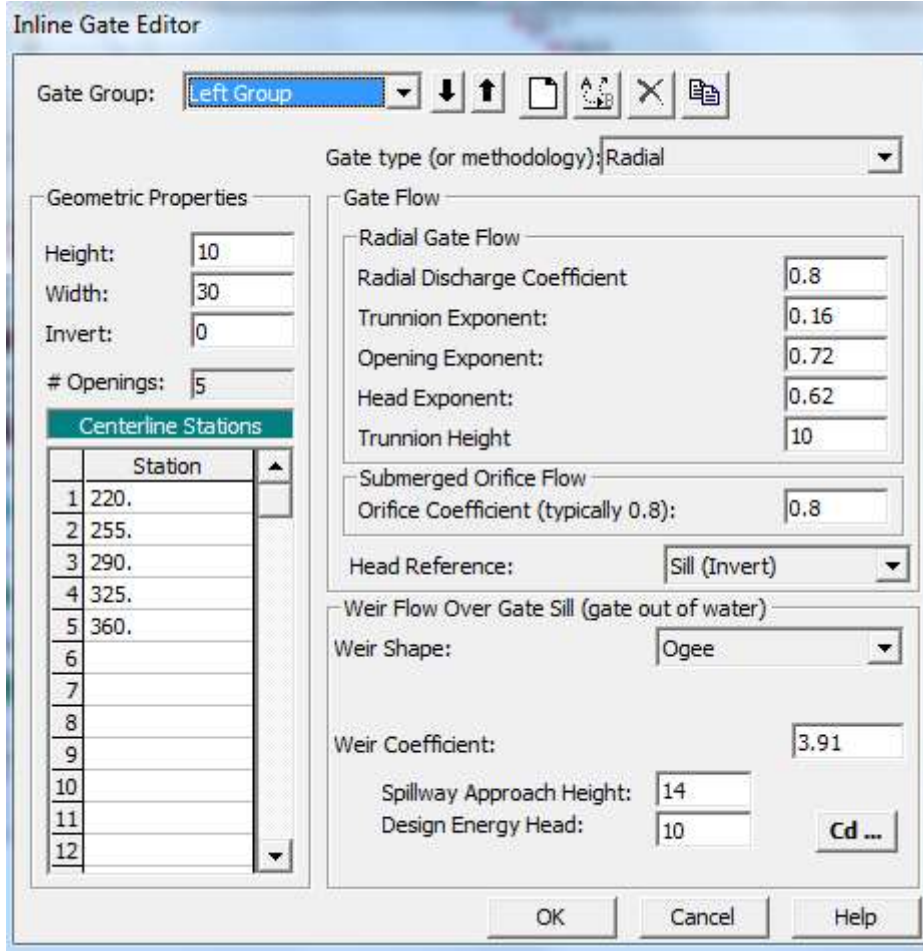 Inline Gate Editor
Gate Group: Left Group
Gate type (or methodology): Radial
Geometric Properties
Height: 10
Width: 30
Invert: 0
# Openings: 5
Centerline Stations
Station
1 220.
2 255.
3 290.
4 325.
5 360.
6
7
8
9
10
11
12
Gate Flow
Radial Gate Flow
Radial Discharge Coefficient 0.8
Trunnion Exponent: 0.16
Opening Exponent: 0.72
Head Exponent: 0.62
Trunnion Height 10
Submerged Orifice Flow
Orifice Coefficient (typically 0.8): 0.8
Head Reference: Sill (Invert)
Weir Flow Over Gate Sill (gate out of water)
Weir Shape: Ogee
Weir Coefficient: 3.91
Spillway Approach Height: 14
Design Energy Head: 10
Cd ...
OK Cancel Help